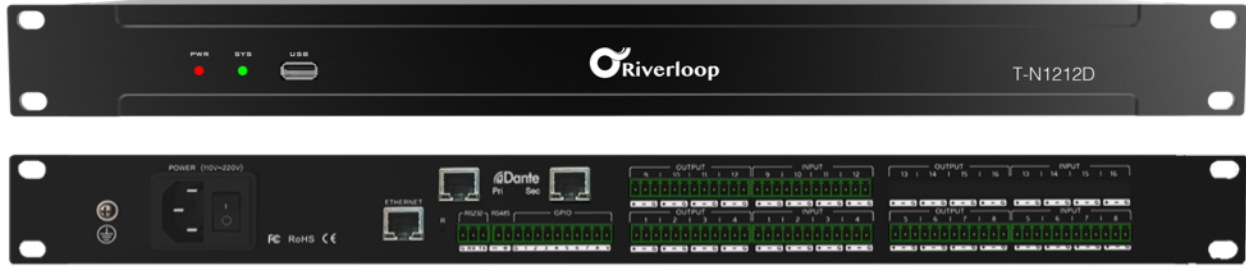 PWR SYS USB
Riverloop
T-N1212D
POWER (110V~220V)
FC RoHS CE
ETHERNET
Dante
Pri Sec
R
RS232 RS485 GPIO
OUTPUT INPUT OUTPUT INPUT
9 10 11 12 9 10 11 12 13 14 15 16 13 14 15 16
OUTPUT INPUT OUTPUT INPUT
1 2 3 4 1 2 3 4 5 6 7 8 5 6 7 8